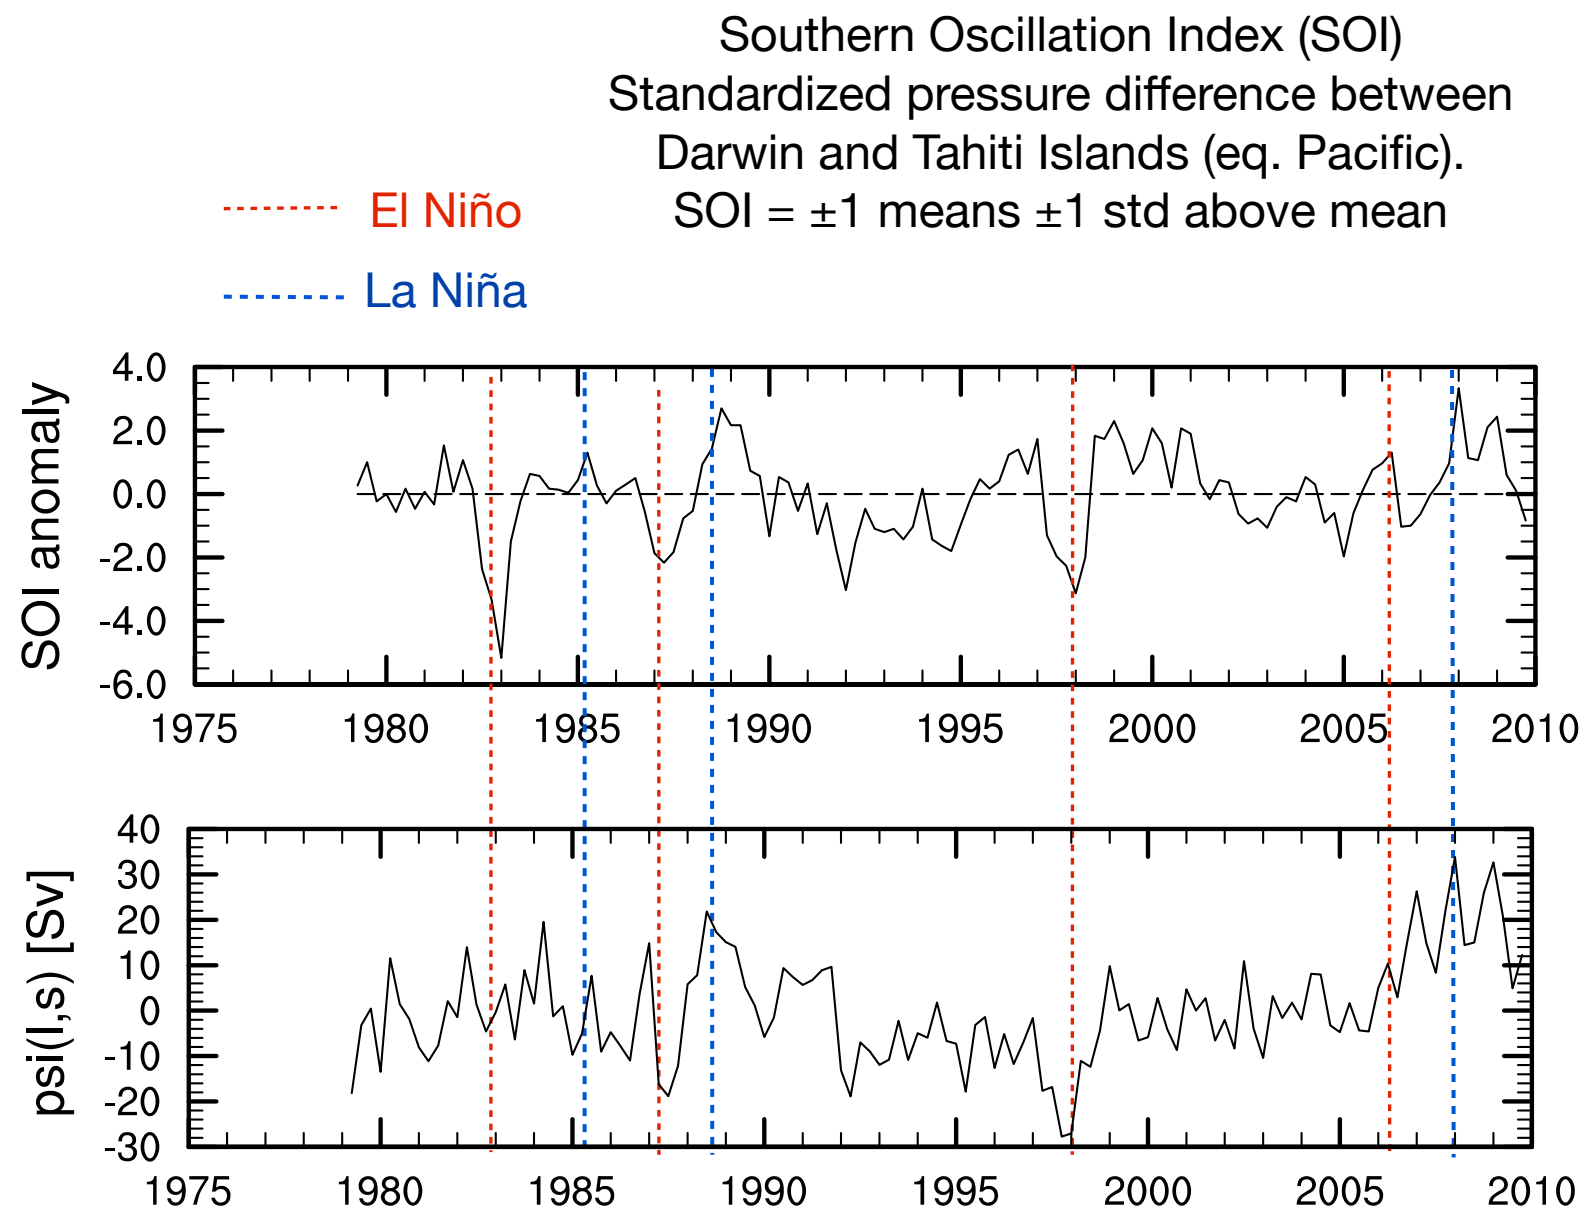 Southern Oscillation Index (SOI)
Standardized pressure difference between
Darwin and Tahiti Islands (eq. Pacific).
SOI = ±1 means ±1 std above mean
El Niño
La Niña
SOI anomaly
4.0
2.0
0.0
-2.0
-4.0
-6.0
1975 1980 1985 1990 1995 2000 2005 2010
psi(l,s) [Sv]
40
30
20
10
0
-10
-20
-30
1975 1980 1985 1990 1995 2000 2005 2010